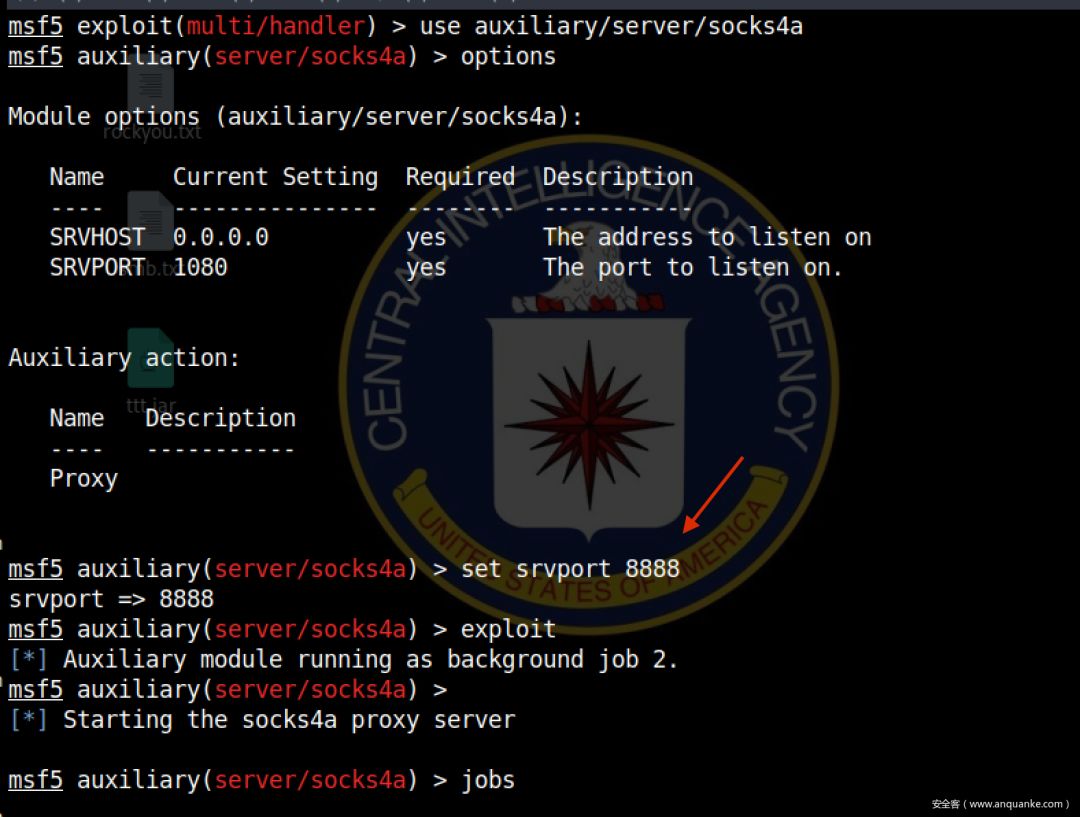 msf5 exploit(multi/handler) > use auxiliary/server/socks4a
msf5 auxiliary(server/socks4a) > options
rockyou.txt
Module options (auxiliary/server/socks4a):
Name Current Setting Required Description
---- --------------- -------- -----------
SRVHOST 0.0.0.0 yes The address to listen on
SRVPORT 1080 yes The port to listen on.
Auxiliary action:
ttt.jar
Name Description
---- -----------
Proxy
CENTRAL INTELLIGENCE AGENCY
UNITED STATES OF AMERICA
msf5 auxiliary(server/socks4a) > set srvport 8888
srvport => 8888
msf5 auxiliary(server/socks4a) > exploit
[*] Auxiliary module running as background job 2.
msf5 auxiliary(server/socks4a) >
[*] Starting the socks4a proxy server
msf5 auxiliary(server/socks4a) > jobs
安全客（www.anquanke.com）